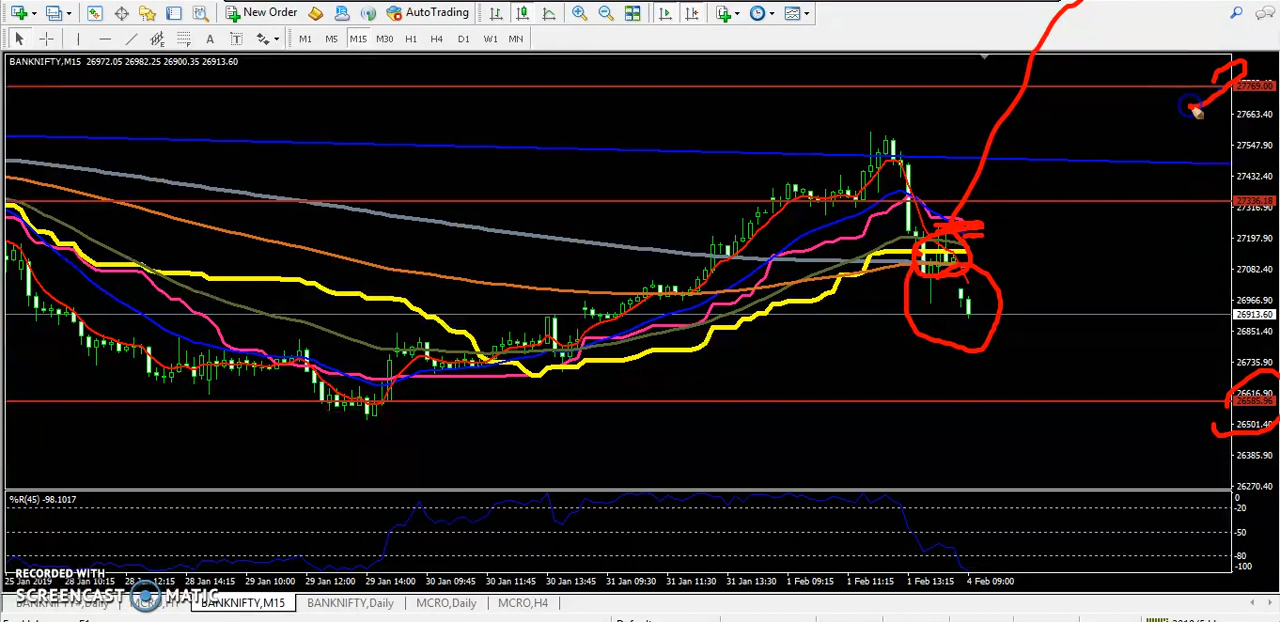 New Order AutoTrading
A T M1 M5 M15 M30 H1 H4 D1 W1 MN
BANKNIFTY,M15 26972.05 26982.25 26900.35 26913.60
27769.00
27663.40
27547.90
27432.40
27336.18
27316.90
27197.90
27082.40
26966.90
26913.60
26851.40
26735.90
26616.90
26585.96
26501.40
26385.90
26270.40
%R(45) -98.1017
0
-20
-50
-80
-100
25 Jan 2019 28 Jan 10:15 28 Jan 12:15 28 Jan 14:15 29 Jan 10:00 29 Jan 12:00 29 Jan 14:00 30 Jan 09:45 30 Jan 11:45 30 Jan 13:45 31 Jan 09:30 31 Jan 11:30 31 Jan 13:30 1 Feb 09:15 1 Feb 11:15 1 Feb 13:15 4 Feb 09:00
RECORDED WITH
SCREENCAST MATIC
BANKNIFTY,M15 BANKNIFTY,Daily MCRO,Daily MCRO,H4